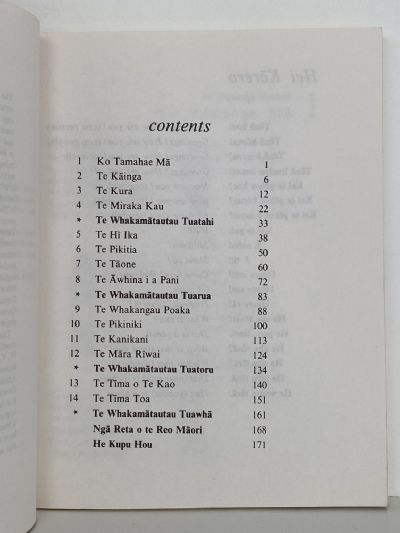 contents
1 Ko Tamahae Mā 1
2 Te Kāinga 6
3 Te Kura 12
4 Te Miraka Kau 22
* Te Whakamātautau Tuatahi 33
5 Te Hī Ika 38
6 Te Pikitia 50
7 Te Tāone 60
8 Te Āwhina i a Pani 72
* Te Whakamātautau Tuarua 83
9 Te Whakangau Poaka 88
10 Te Pikiniki 100
11 Te Kanikani 113
12 Te Māra Rīwai 124
* Te Whakamātautau Tuatoru 134
13 Te Tīma o Te Kao 140
14 Te Tīma Toa 151
* Te Whakamātautau Tuawhā 161
Ngā Reta o te Reo Māori 168
He Kupu Hou 171